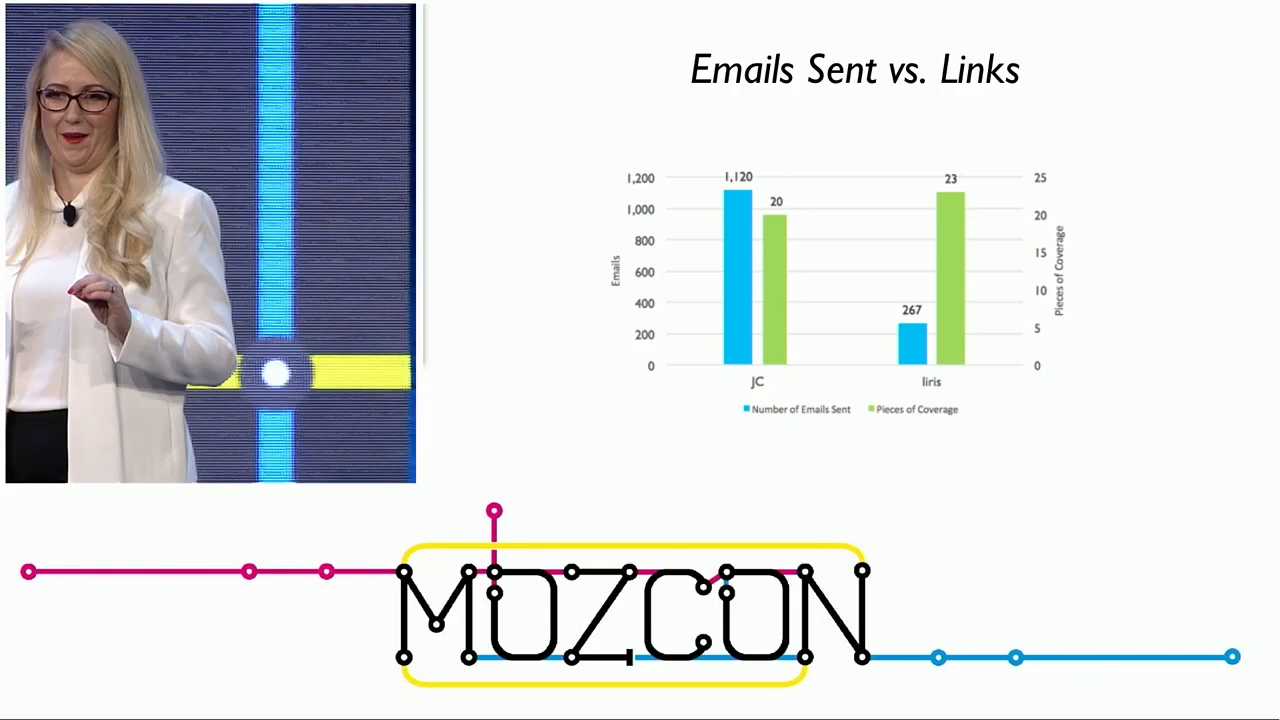 Emails Sent vs. Links
1,200
1,000
800
600
400
200
0
Emails
1,120
20
267
23
25
20
15
10
5
0
Pieces of Coverage
JC
Iiris
Number of Emails Sent
Pieces of Coverage
MOZCON